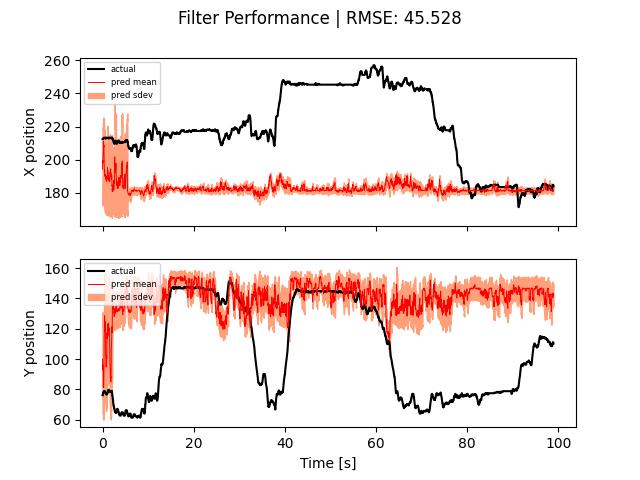 Filter Performance | RMSE: 45.528
260
240
220
200
180
X position
actual
pred mean
pred sdev
160
140
120
100
80
60
Y position
actual
pred mean
pred sdev
0 20 40 60 80 100
Time [s]